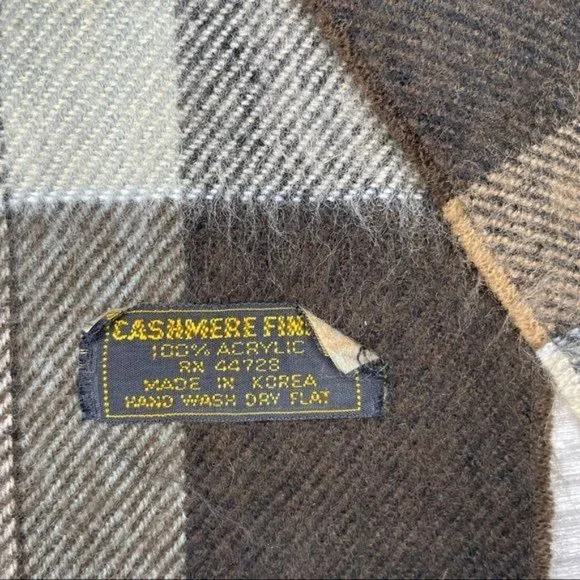 CASHMERE FIN
100% ACRYLIC
RN 44728
MADE IN KOREA
HAND WASH DRY FLAT